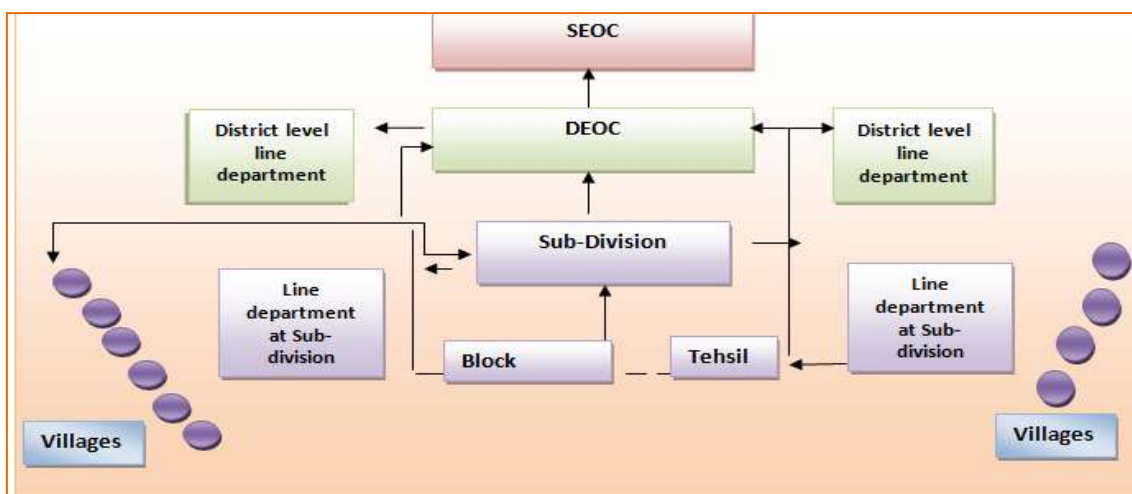 SEOC
District level
line
department
DEOC
District level
line
department
Sub-Division
Line
department
at Sub-
division
Line
department
at Sub-
division
Block
Tehsil
Villages
Villages